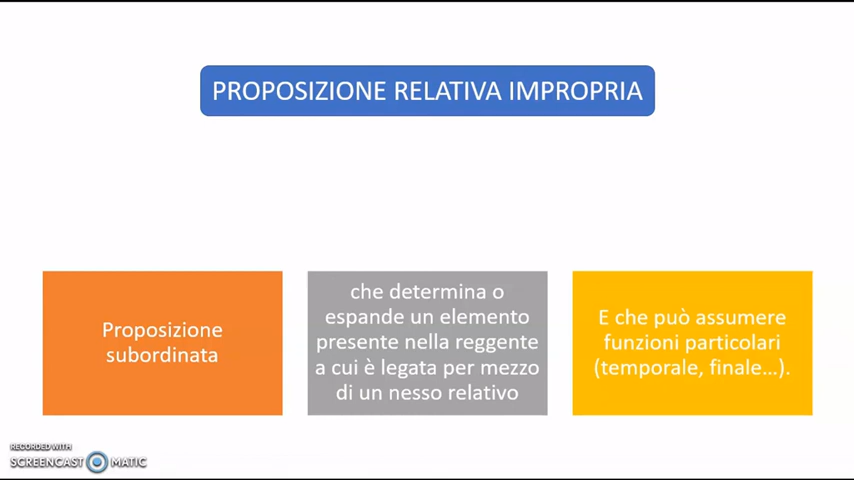 PROPOSIZIONE RELATIVA IMPROPRIA
Proposizione
subordinata
che determina o
espande un elemento
presente nella reggente
a cui è legata per mezzo
di un nesso relativo
E che può assumere
funzioni particolari
(temporale, finale...).
RECORDED WITH
SCREENCAST MATIC